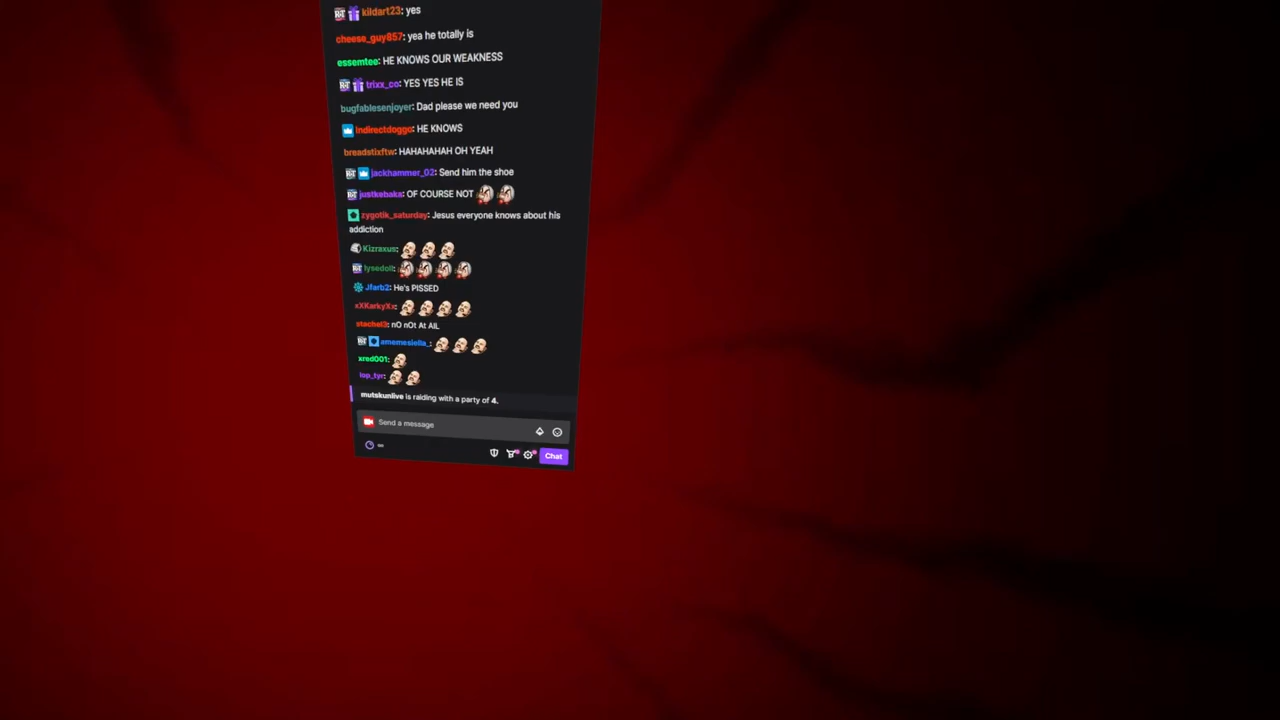 kildart23: yes
cheese_guy857: yea he totally is
essemtee: HE KNOWS OUR WEAKNESS
trixx_co: YES YES HE IS
bugfablesenjoyer: Dad please we need you
Indirectdoggo: HE KNOWS
breadstixftw: HAHAHAHAH OH YEAH
jackhammer_02: Send him the shoe
justkebaka: OF COURSE NOT
zygotik_saturday: Jesus everyone knows about his
addiction
Kizraxus:
lysedoll:
Jfarb2: He's PISSED
xXKarkyXx:
stachel3: nO nOt At AlL
amemesiella_:
xred001:
lop_tyr:
mutskunlive is raiding with a party of 4.
Send a message
Chat